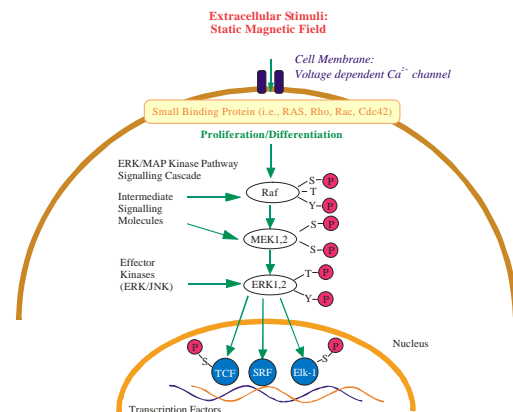 Extracellular Stimuli:
Static Magnetic Field
Cell Membrane:
Voltage dependent Ca²⁺ channel
Small Binding Protein (i.e., RAS, Rho, Rac, Cdc42)
Proliferation/Differentiation
ERK/MAP Kinase Pathway
Signalling Cascade
Intermediate
Signalling
Molecules
Raf
S P
T
Y P
MEK1,2
S P
S P
Effector
Kinases
(ERK/JNK)
ERK1,2
T P
Y P
Nucleus
P
S
TCF
SRF
Elk-1
S
P
Transcription Factors